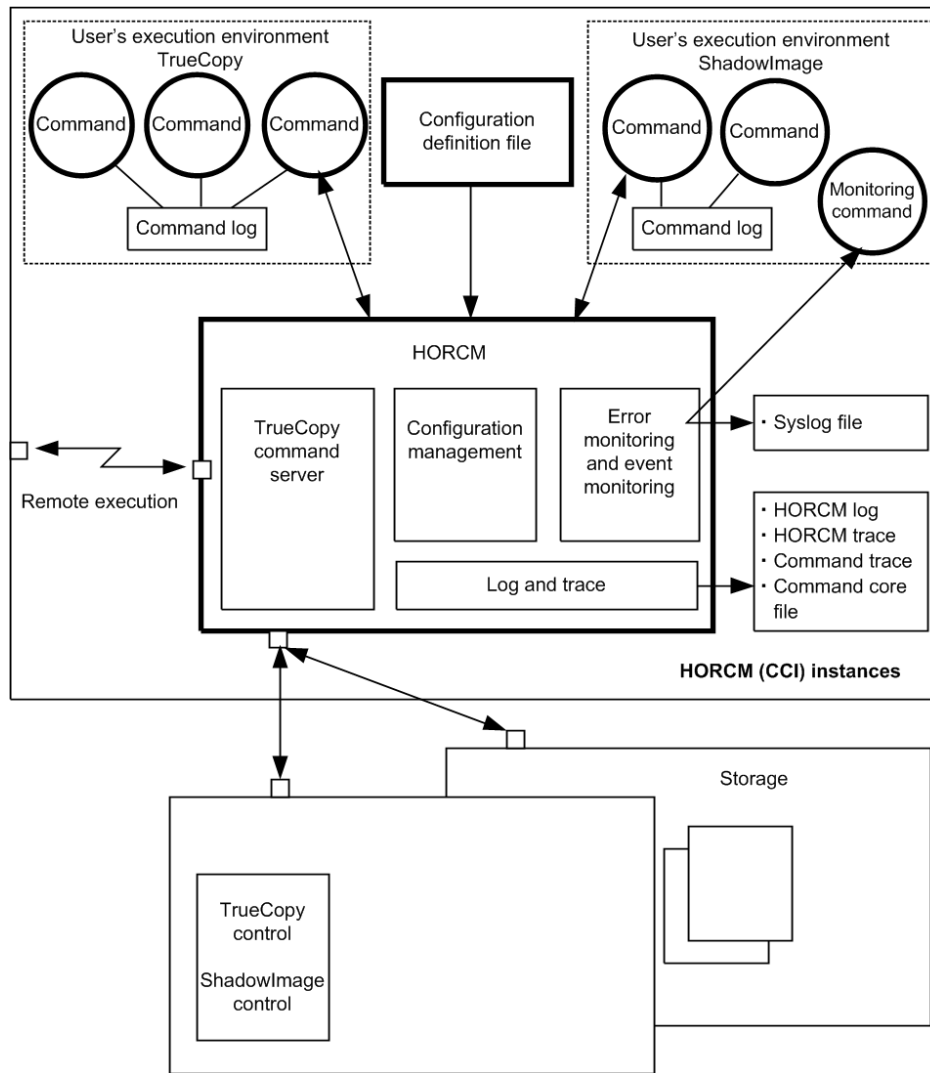 User’s execution environment
TrueCopy
Command
Command
Command
Command log
Configuration
definition file
User’s execution environment
ShadowImage
Command
Command
Monitoring
command
Command log
HORCM
TrueCopy
command
server
Configuration
management
Error
monitoring
and event
monitoring
Log and trace
Remote execution
· Syslog file
· HORCM log
· HORCM trace
· Command trace
· Command core
file
HORCM (CCI) instances
Storage
TrueCopy
control
ShadowImage
control